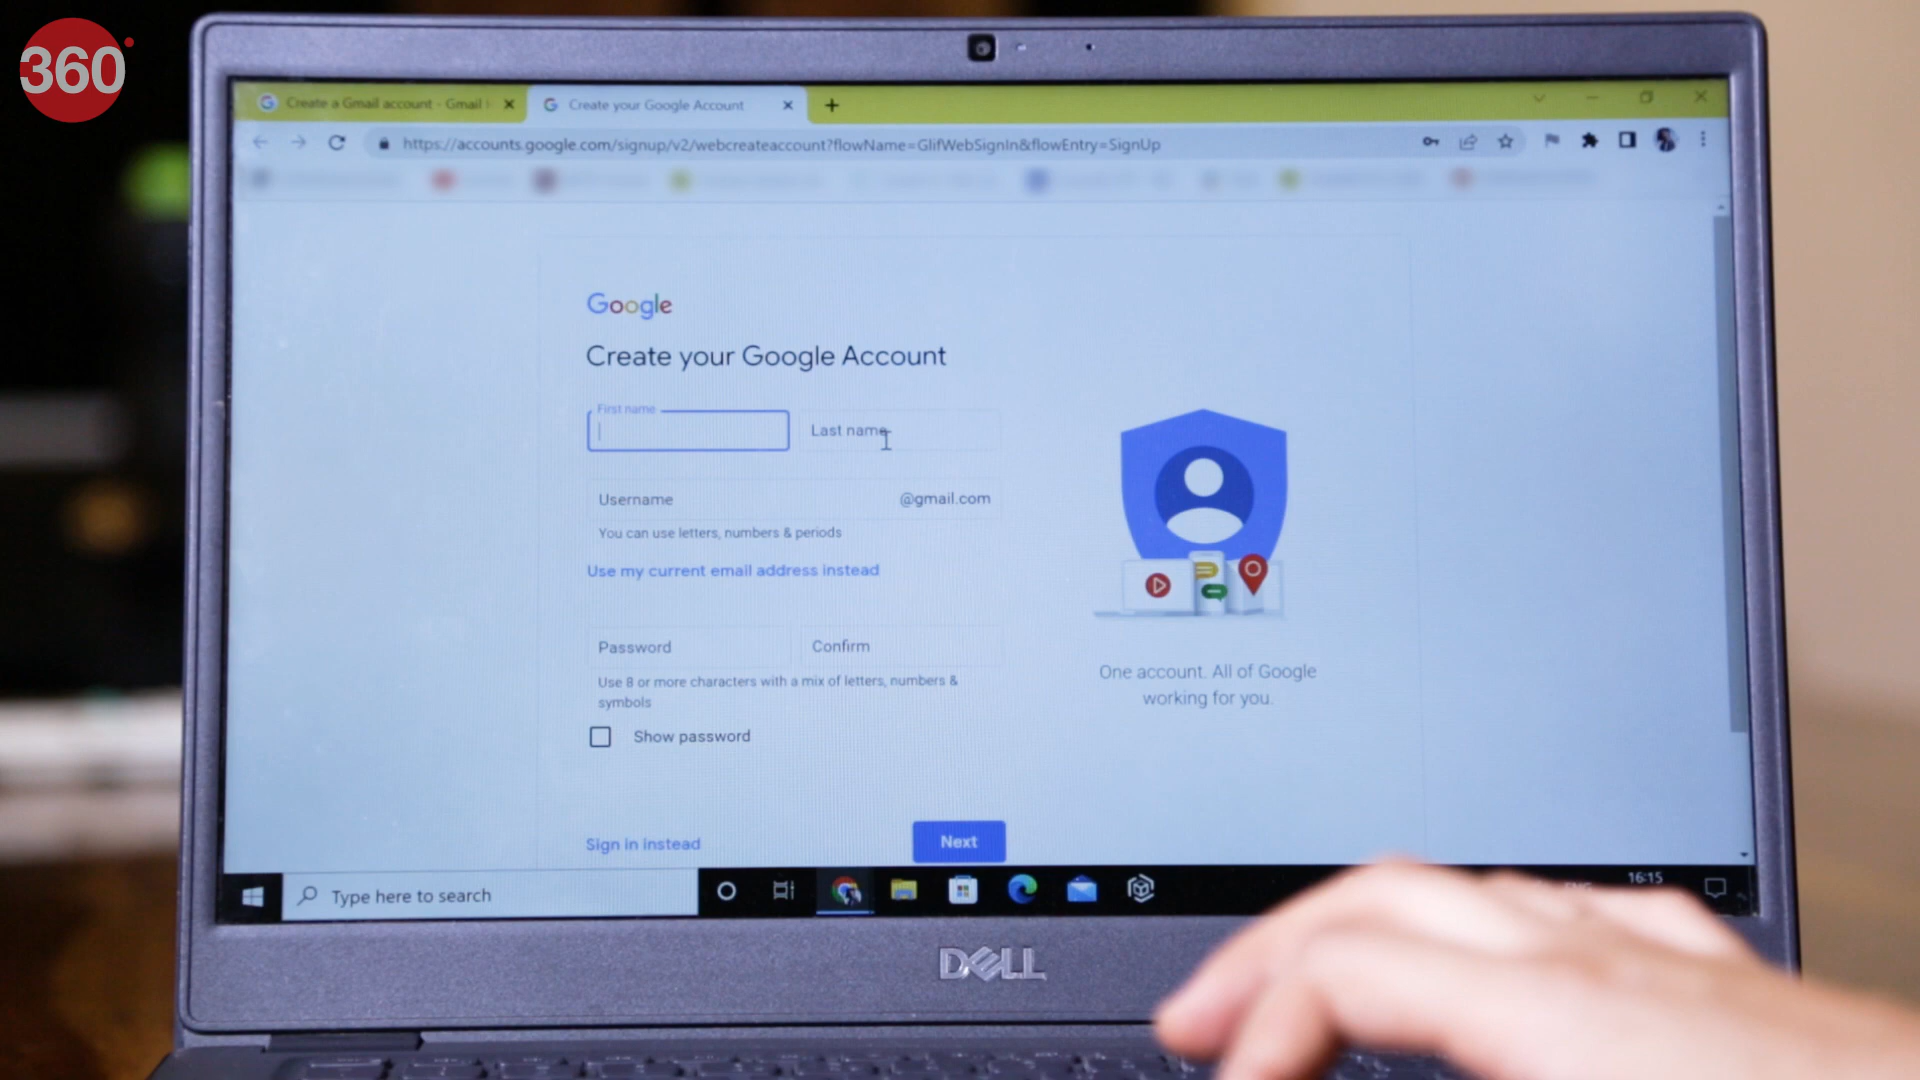 360
Create a Gmail account - Gmail
Create your Google Account
https://accounts.google.com/signup/v2/webcreateaccount?flowName=GlifWebSignIn&flowEntry=SignUp
Google
Create your Google Account
First name
Last name
Username
@gmail.com
You can use letters, numbers & periods
Use my current email address instead
Password
Confirm
Use 8 or more characters with a mix of letters, numbers &
symbols
Show password
One account. All of Google
working for you.
Sign in instead
Next
Type here to search
16:15
DELL